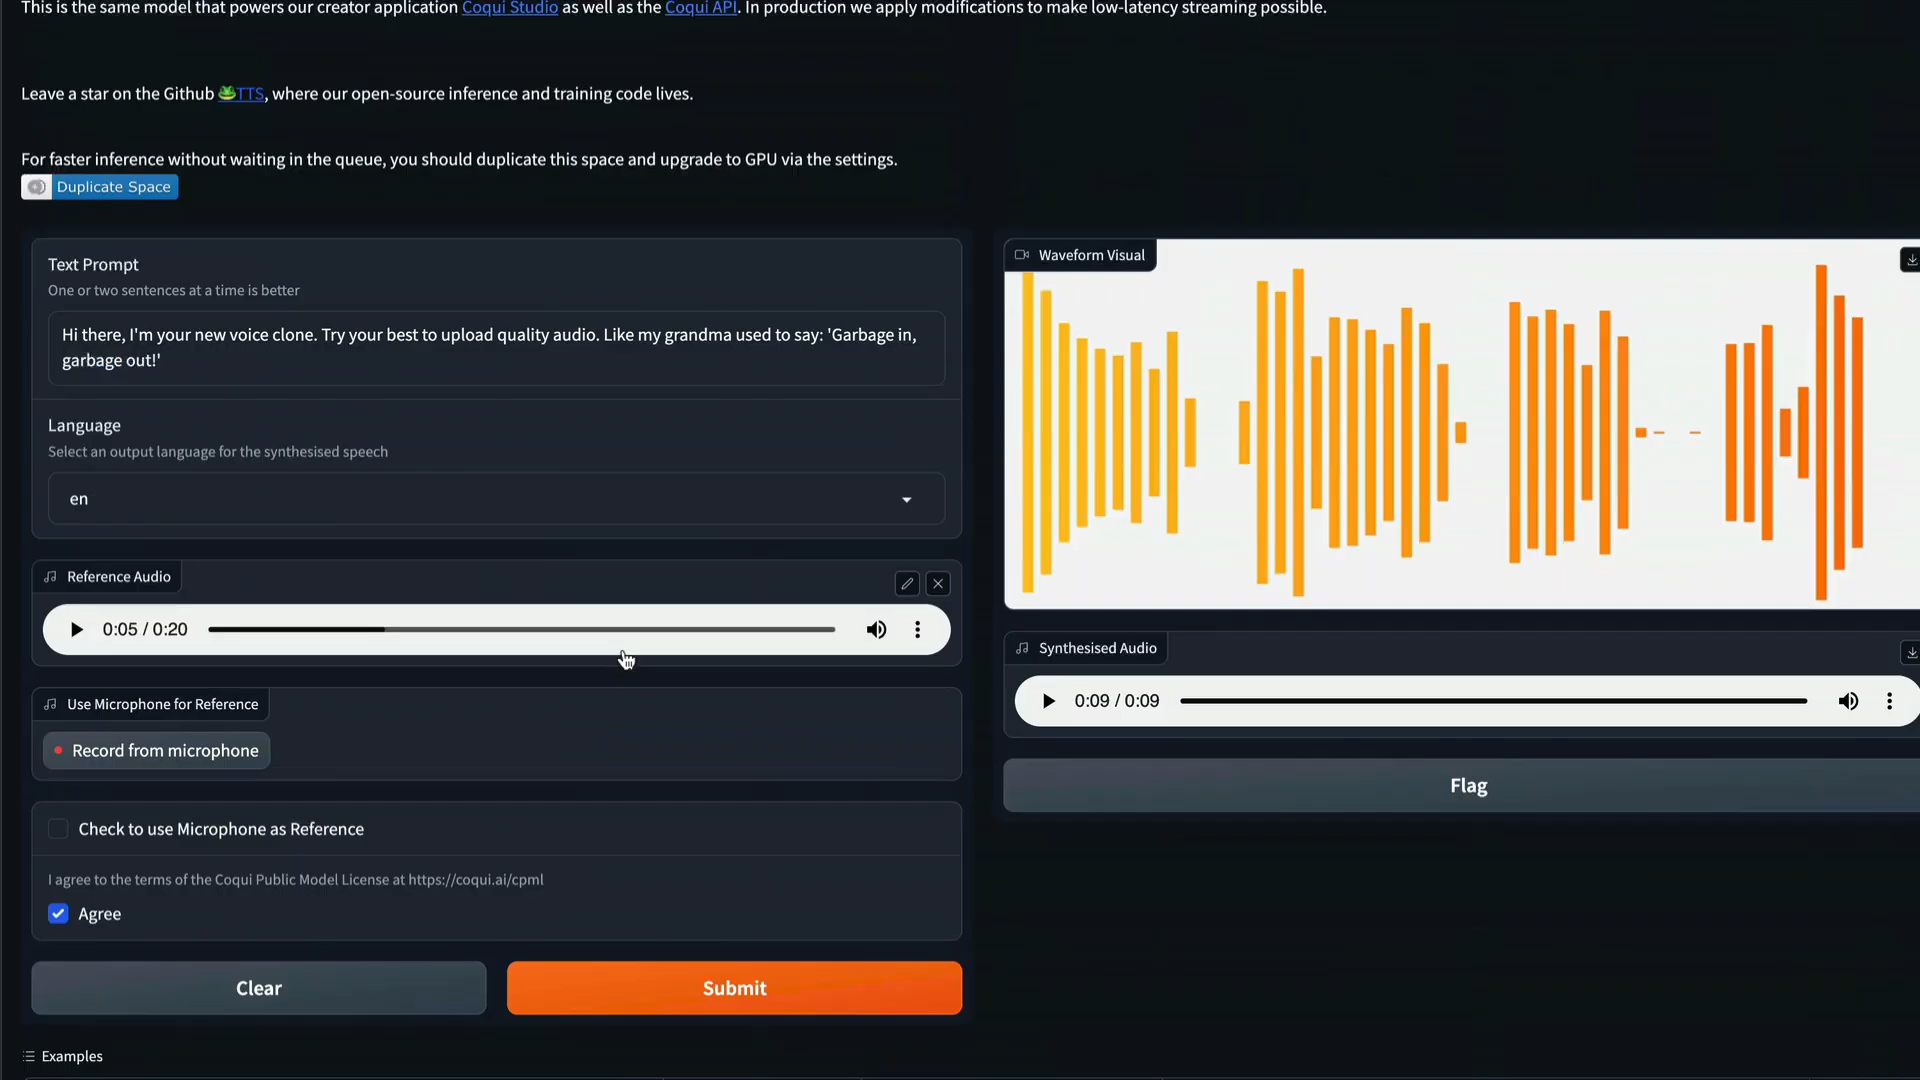 This is the same model that powers our creator application Coqui Studio as well as the Coqui API. In production we apply modifications to make low-latency streaming possible.
Leave a star on the Github 🐸TTS, where our open-source inference and training code lives.
For faster inference without waiting in the queue, you should duplicate this space and upgrade to GPU via the settings.
Duplicate Space
Text Prompt
One or two sentences at a time is better
Hi there, I'm your new voice clone. Try your best to upload quality audio. Like my grandma used to say: 'Garbage in,
garbage out!'
Language
Select an output language for the synthesised speech
en
Reference Audio
0:05 / 0:20
Use Microphone for Reference
Record from microphone
Check to use Microphone as Reference
I agree to the terms of the Coqui Public Model License at https://coqui.ai/cpml
Agree
Clear
Submit
Waveform Visual
Synthesised Audio
0:09 / 0:09
Flag
Examples